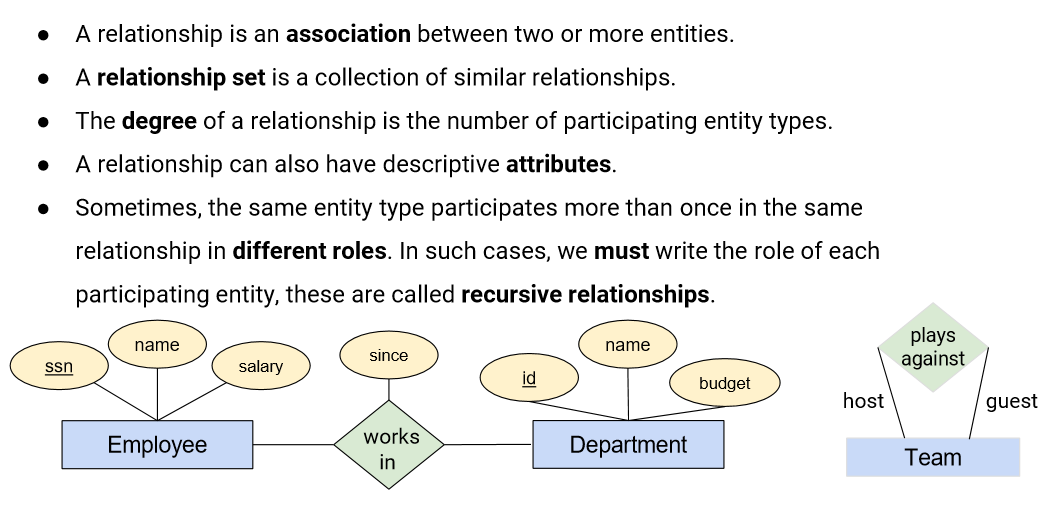 ● A relationship is an association between two or more entities.
● A relationship set is a collection of similar relationships.
● The degree of a relationship is the number of participating entity types.
● A relationship can also have descriptive attributes.
● Sometimes, the same entity type participates more than once in the same
relationship in different roles. In such cases, we must write the role of each
participating entity, these are called recursive relationships.
ssn
name
salary
Employee
since
works
in
id
name
budget
Department
plays
against
host
guest
Team